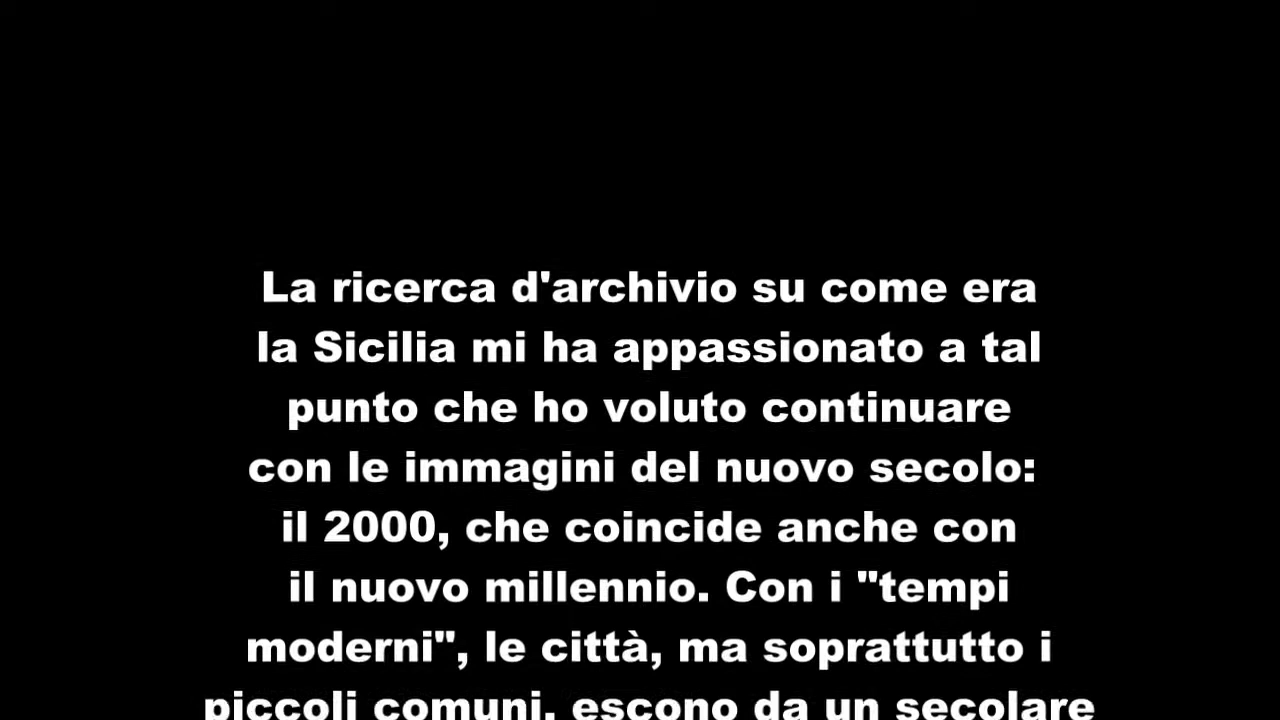 La ricerca d'archivio su come era
la Sicilia mi ha appassionato a tal
punto che ho voluto continuare
con le immagini del nuovo secolo:
il 2000, che coincide anche con
il nuovo millennio. Con i "tempi
moderni", le città, ma soprattutto i
piccoli comuni, escono da un secolare